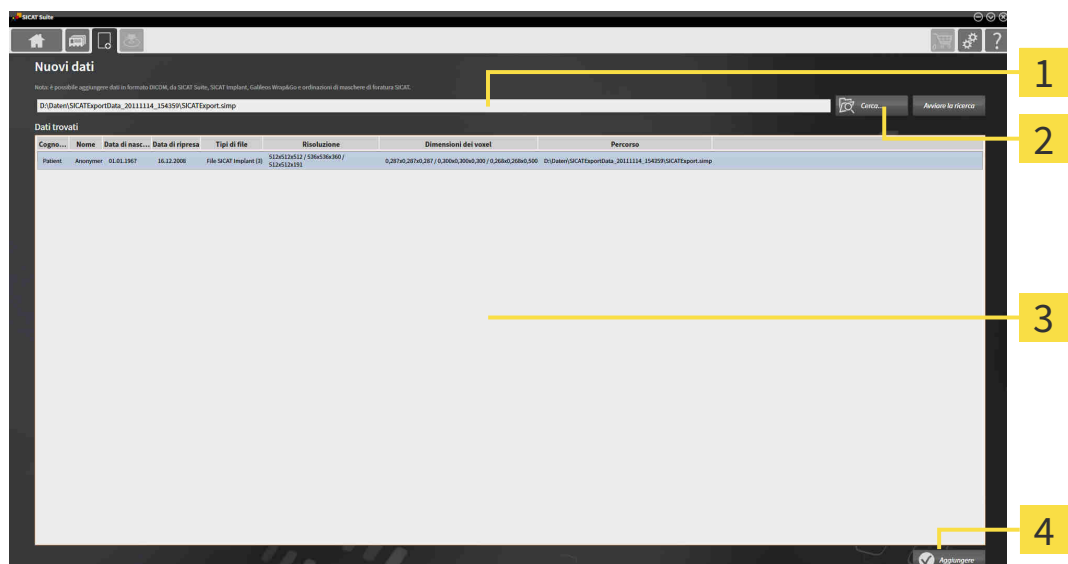 SICAT Suite
?
Nuovi dati
Nota: è possibile aggiungere dati in formato DICOM, da SICAT Suite, SICAT Implant, Galileos Wrap&Go e ordinazioni di maschere di foratura SICAT.
D:\Daten\SICATExportData_20111114_154359\SICATExport.simp
Cerca...
Avviare la ricerca
Dati trovati
Cogno... Nome Data di nasc... Data di ripresa Tipi di file Risoluzione Dimensioni dei voxel Percorso
Patient Anonymer 01.01.1967 16.12.2008 File SICAT Implant (3) 512x512x512 / 536x536x360 / 512x512x191 0,287x0,287x0,287 / 0,300x0,300x0,300 / 0,268x0,268x0,500 D:\Daten\SICATExportData_20111114_154359\SICATExport.simp
Aggiungere
1
2
3
4